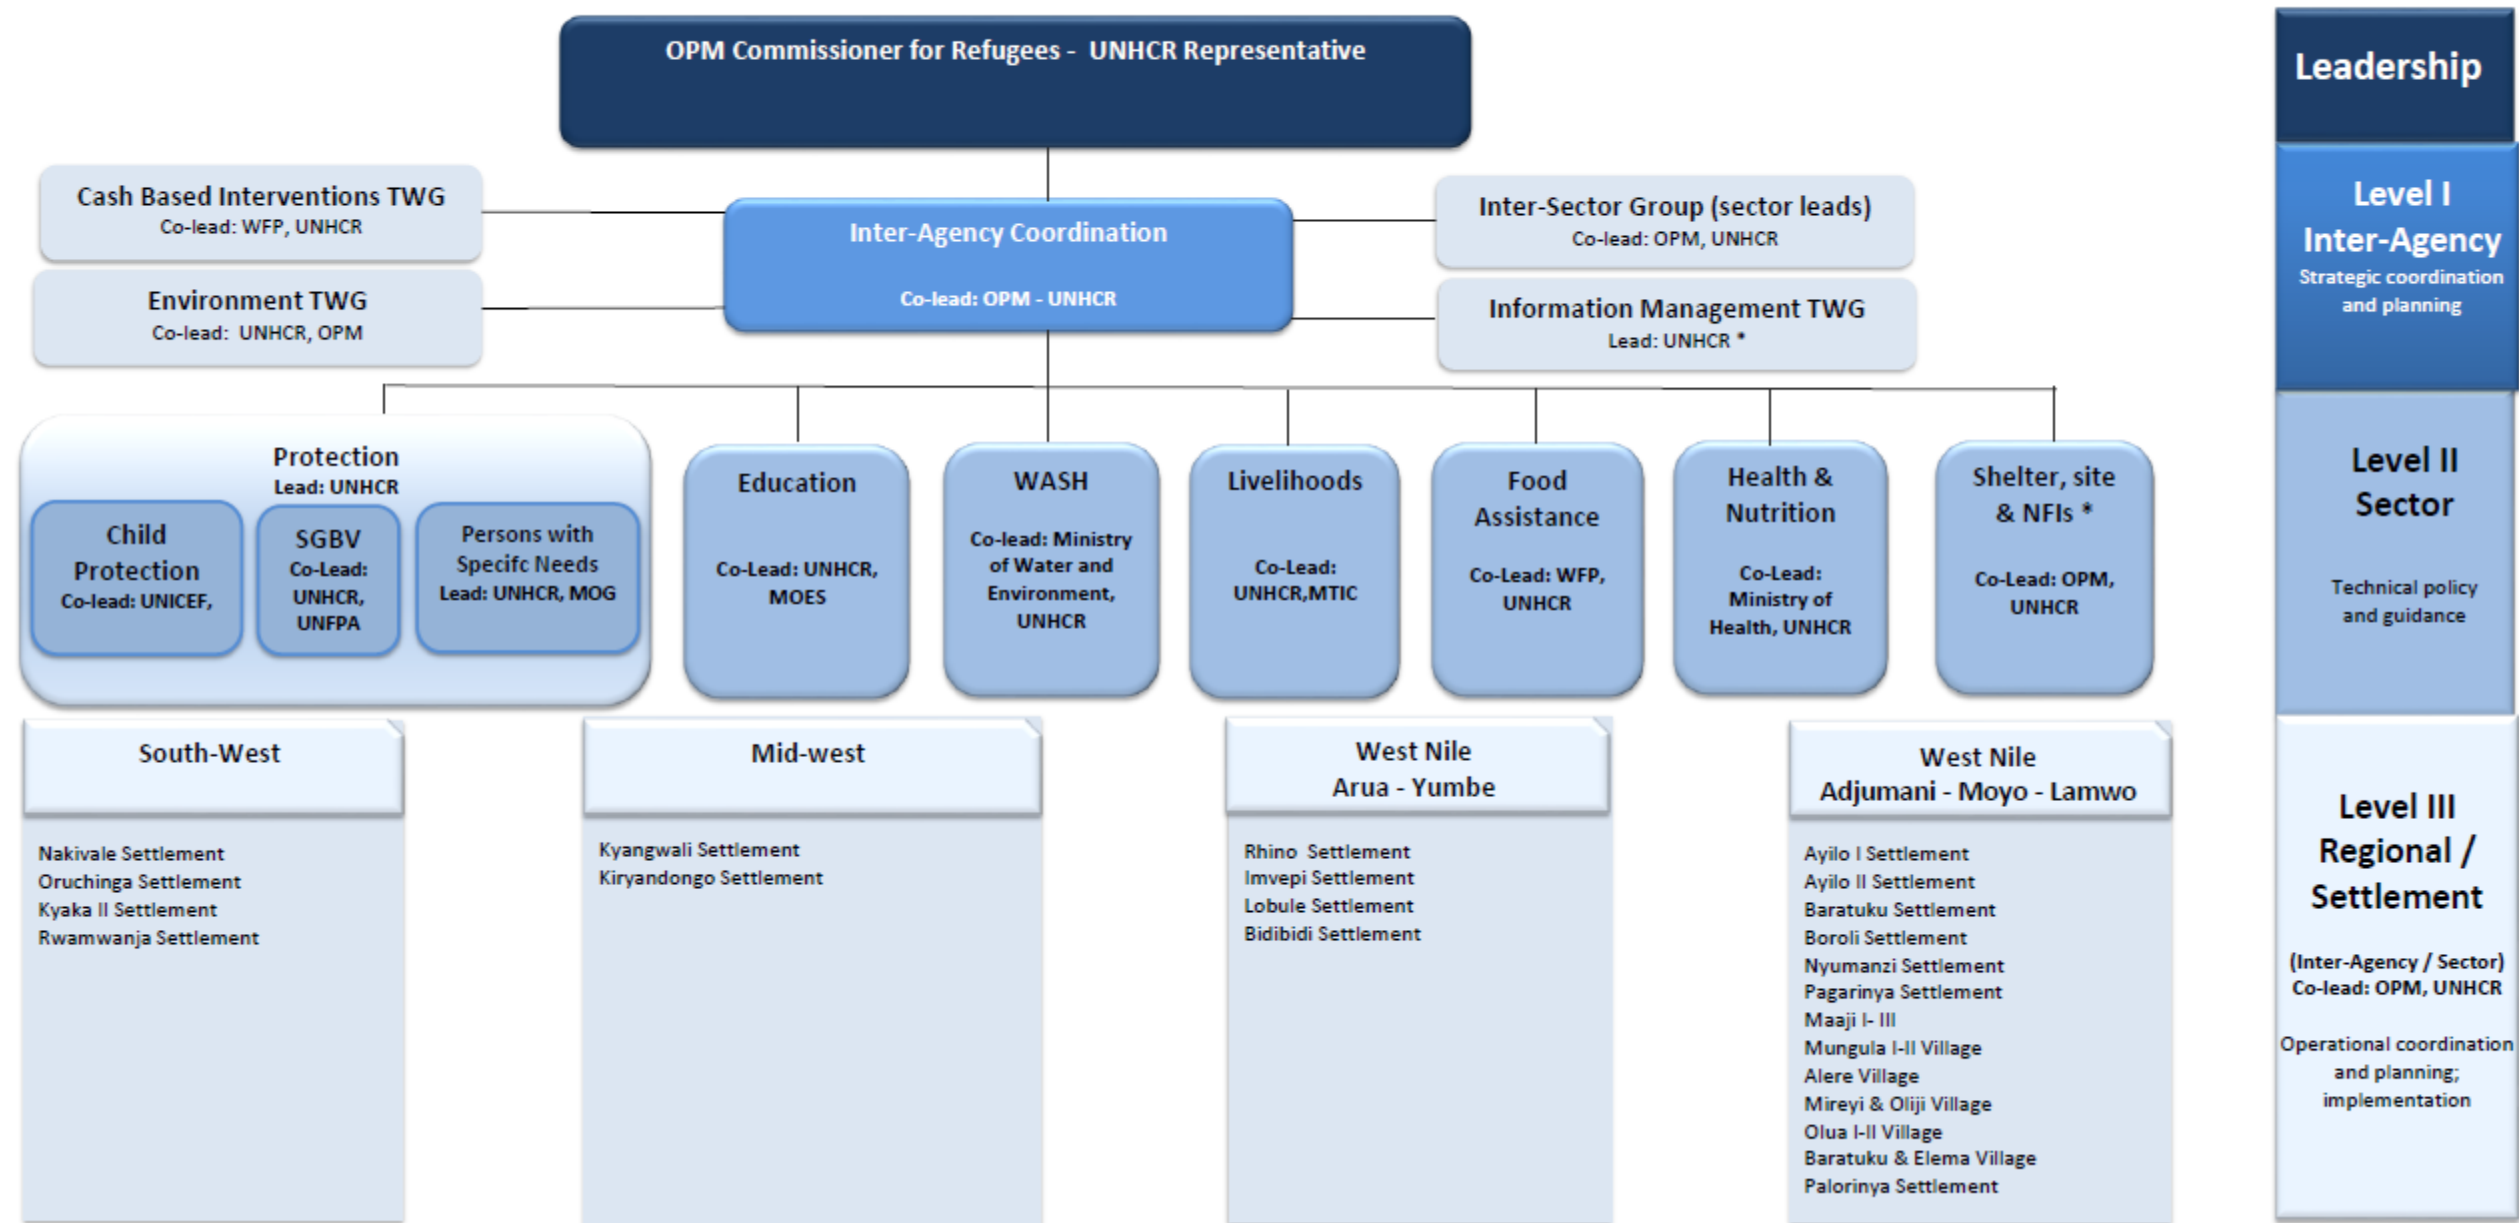 OPM Commissioner for Refugees - UNHCR Representative
Leadership
Cash Based Interventions TWG
Co-lead: WFP, UNHCR
Environment TWG
Co-lead: UNHCR, OPM
Inter-Agency Coordination
Co-lead: OPM - UNHCR
Inter-Sector Group (sector leads)
Co-lead: OPM, UNHCR
Information Management TWG
Lead: UNHCR *
Level I
Inter-Agency
Strategic coordination
and planning
Protection
Lead: UNHCR
Child
Protection
Co-lead: UNICEF,
SGBV
Co-Lead:
UNHCR,
UNFPA
Persons with
Specifc Needs
Lead: UNHCR, MOG
Education
Co-Lead: UNHCR,
MOES
WASH
Co-lead: Ministry
of Water and
Environment,
UNHCR
Livelihoods
Co-Lead:
UNHCR,MTIC
Food
Assistance
Co-Lead: WFP,
UNHCR
Health &
Nutrition
Co-Lead:
Ministry of
Health, UNHCR
Shelter, site
& NFIs *
Co-Lead: OPM,
UNHCR
Level II
Sector
Technical policy
and guidance
South-West
Nakivale Settlement
Oruchinga Settlement
Kyaka II Settlement
Rwamwanja Settlement
Mid-west
Kyangwali Settlement
Kiryandongo Settlement
West Nile
Arua - Yumbe
Rhino Settlement
Imvepi Settlement
Lobule Settlement
Bidibidi Settlement
West Nile
Adjumani - Moyo - Lamwo
Ayilo I Settlement
Ayilo II Settlement
Baratuku Settlement
Boroli Settlement
Nyumanzi Settlement
Pagarinya Settlement
Maaji I- III
Mungula I-II Village
Alere Village
Mireyi & Oliji Village
Olua I-II Village
Baratuku & Elema Village
Palorinya Settlement
Level III
Regional /
Settlement
(Inter-Agency / Sector)
Co-lead: OPM, UNHCR
Operational coordination
and planning;
implementation